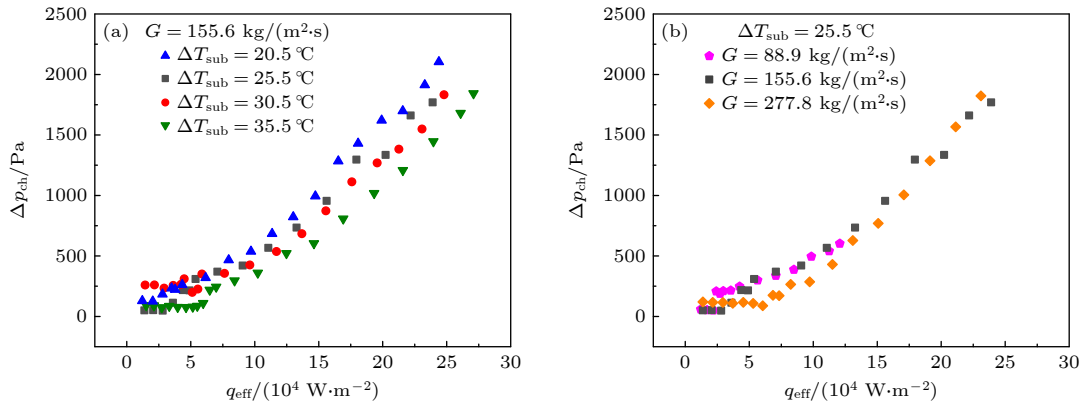 (a) G = 155.6 kg/(m²·s)
ΔT_sub = 20.5 ℃
ΔT_sub = 25.5 ℃
ΔT_sub = 30.5 ℃
ΔT_sub = 35.5 ℃
2500
2000
1500
1000
500
0
Δp_ch/Pa
0 5 10 15 20 25 30
q_eff/(10⁴ W·m⁻²)
(b) ΔT_sub = 25.5 ℃
G = 88.9 kg/(m²·s)
G = 155.6 kg/(m²·s)
G = 277.8 kg/(m²·s)
2500
2000
1500
1000
500
0
Δp_ch/Pa
0 5 10 15 20 25 30
q_eff/(10⁴ W·m⁻²)